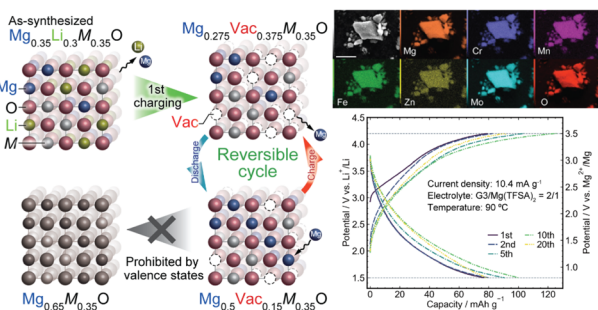 As-synthesized
Mg0.35Li0.3M0.35O
Li
Mg
Mg
O
Li
M
1st
charging
Mg0.275Vac0.375M0.35O
Vac
Mg
Discharge
Reversible
cycle
Charge
Prohibited by
valence states
Mg
Mg0.65M0.35O
Mg0.5Vac0.15M0.35O
Mg
Cr
Mn
Fe
Zn
Mo
O
Potential / V vs. Li+/Li
4.5
4.0
3.5
3.0
2.5
2.0
1.5
Current density: 10.4 mA g−1
Electrolyte: G3/Mg(TFSA)2 = 2/1
Temperature: 90 ºC
1st
2nd
5th
10th
20th
3.5
3.0
2.5
2.0
1.5
1.0
Potential / V vs. Mg2+/Mg
0 20 40 60 80 100 120
Capacity / mAh g−1